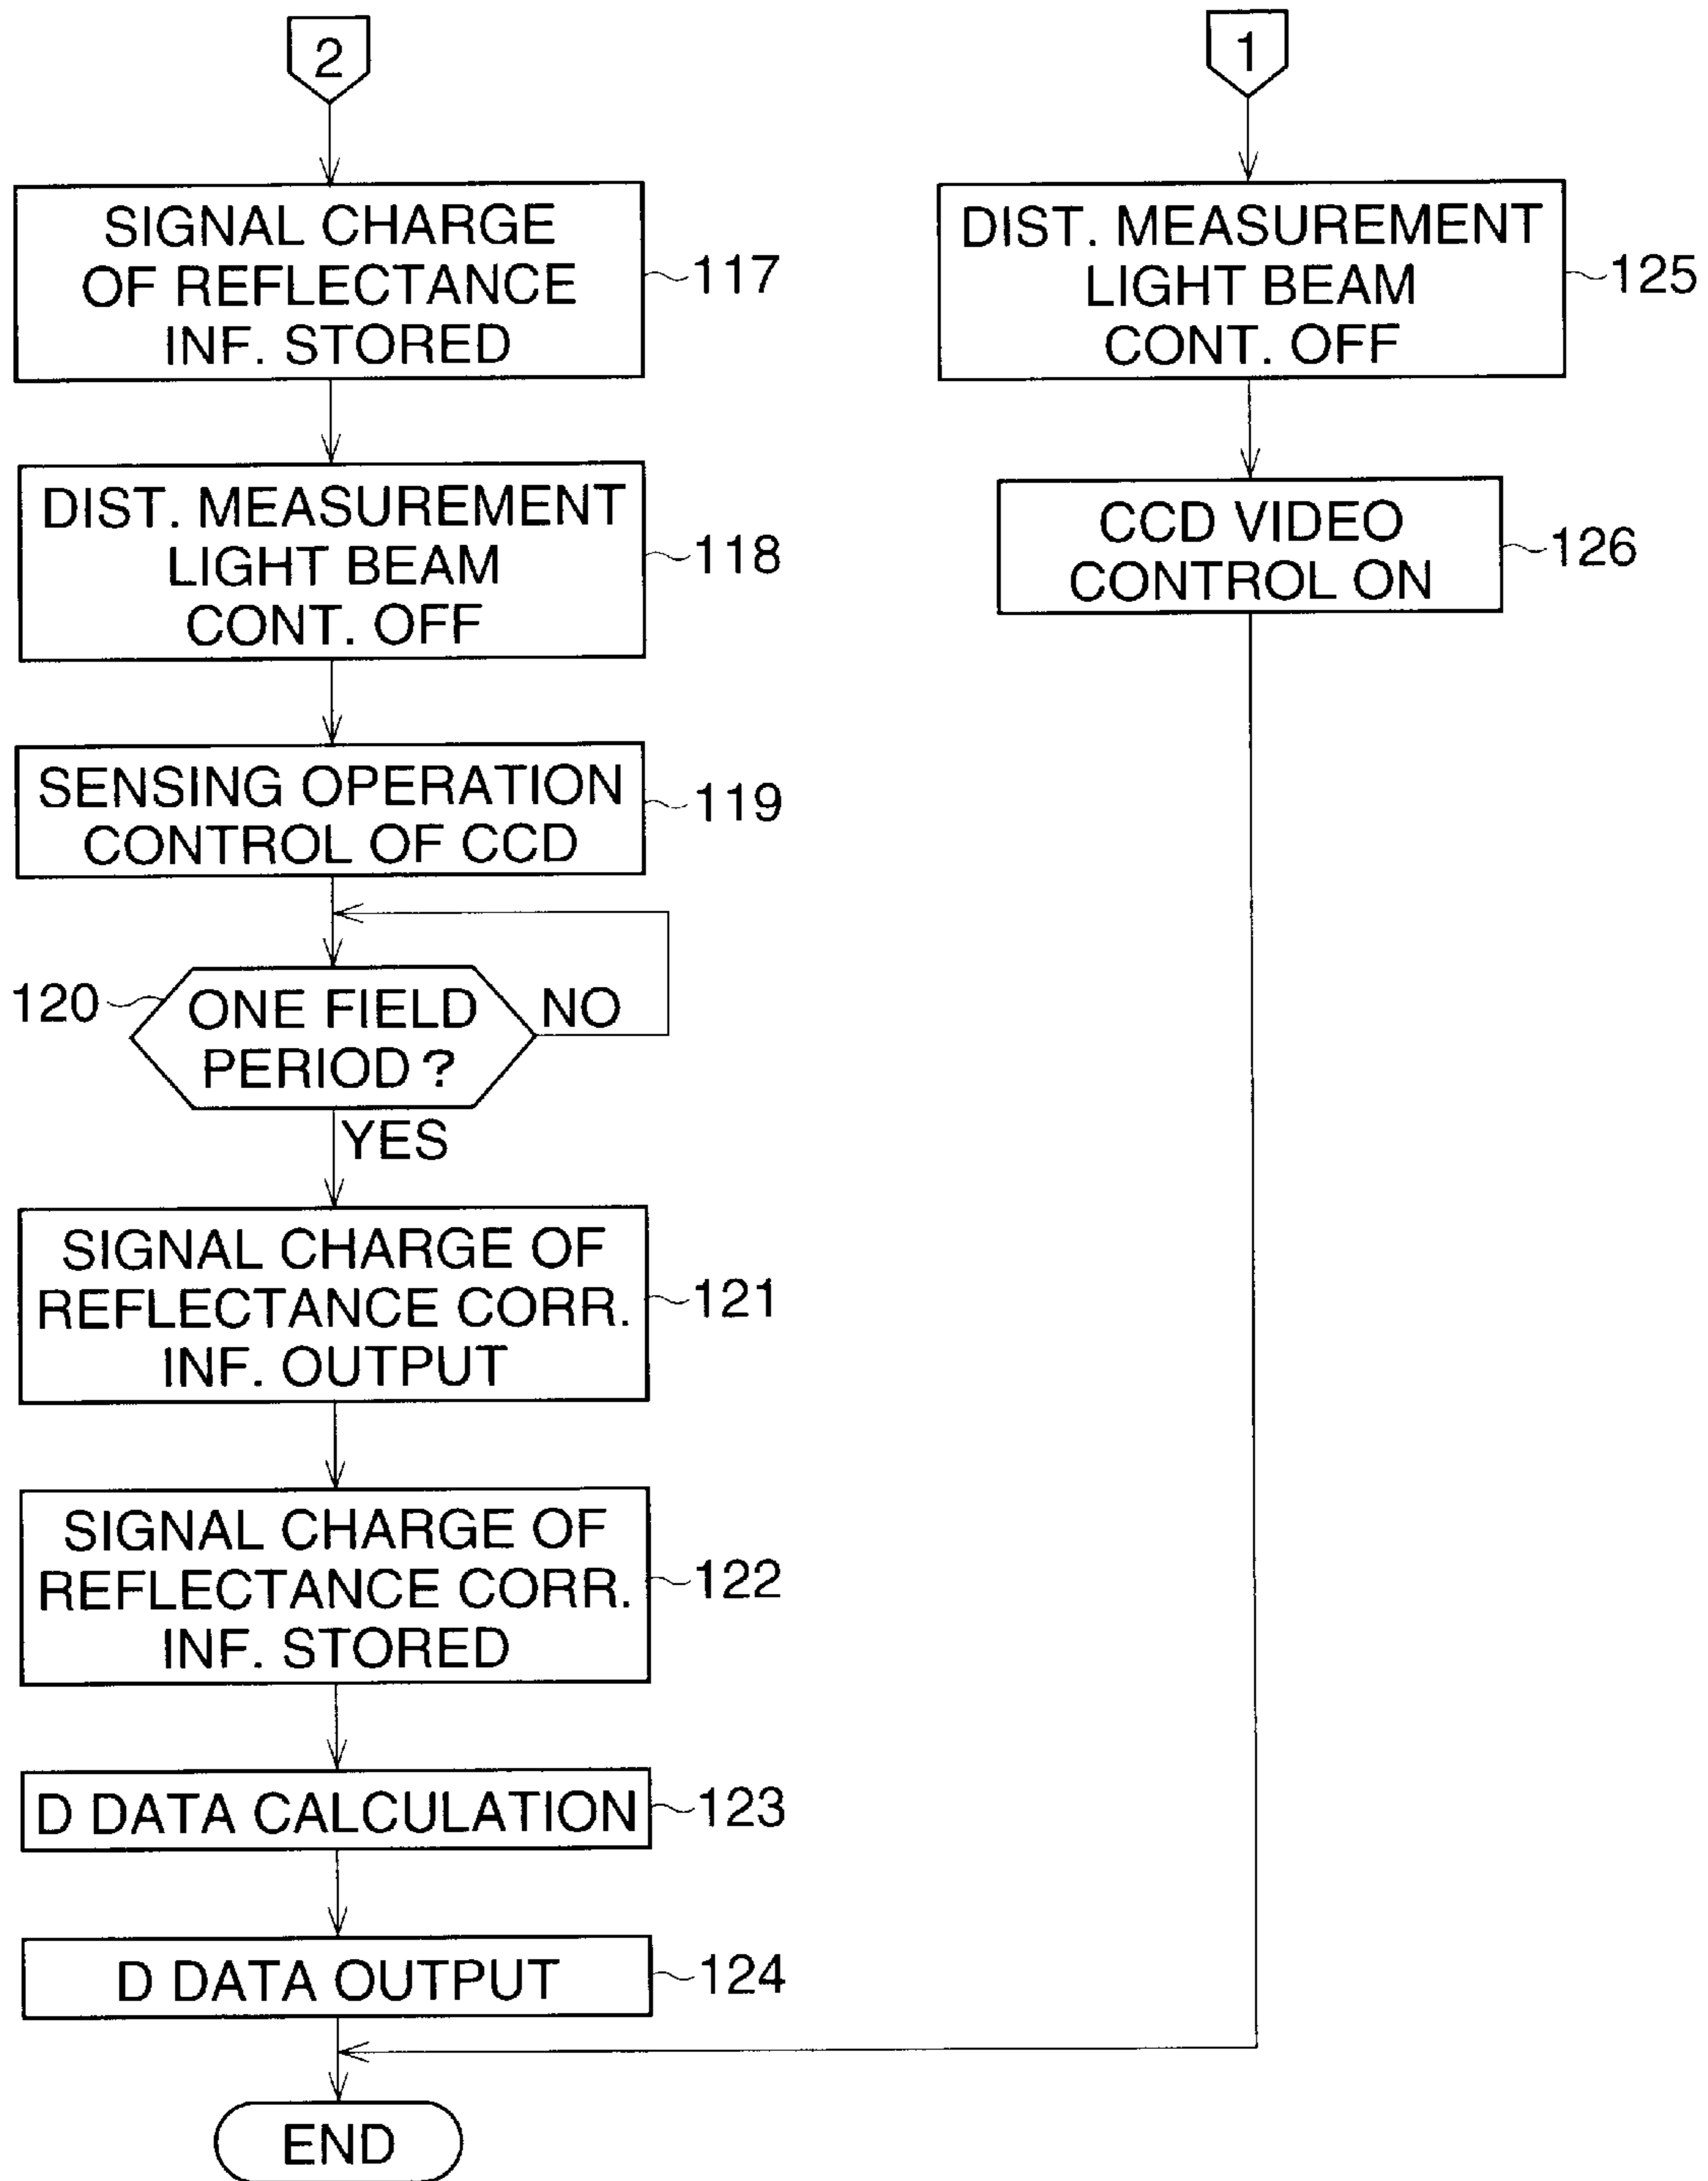 2
SIGNAL CHARGE
OF REFLECTANCE
INF. STORED
117
DIST. MEASUREMENT
LIGHT BEAM
CONT. OFF
118
SENSING OPERATION
CONTROL OF CCD
119
120
ONE FIELD
PERIOD ?
NO
YES
SIGNAL CHARGE OF
REFLECTANCE CORR.
INF. OUTPUT
121
SIGNAL CHARGE OF
REFLECTANCE CORR.
INF. STORED
122
D DATA CALCULATION
123
D DATA OUTPUT
124
END
1
DIST. MEASUREMENT
LIGHT BEAM
CONT. OFF
125
CCD VIDEO
CONTROL ON
126